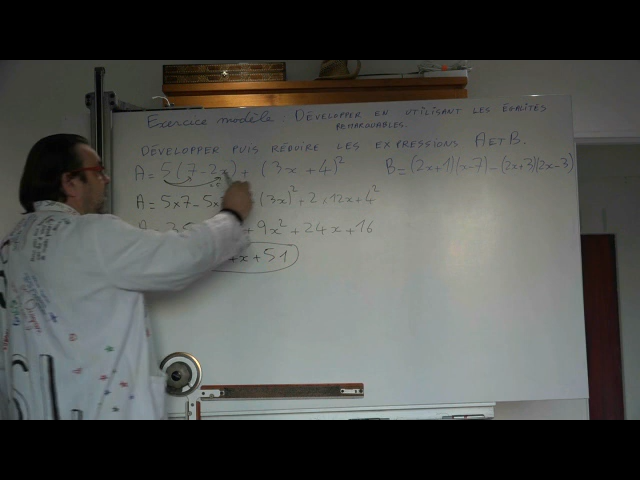 Exercice modèle : Développer en utilisant les égalités
remarquables.
Développer puis réduire les expressions A et B.
A = 5(7-2x) + (3x+4)² B = (2x+1)(x-7) - (2x+3)(2x-3)
A = 5×7-5× (3x)²+2×12x+4²
+9x²+24x+16
x+51